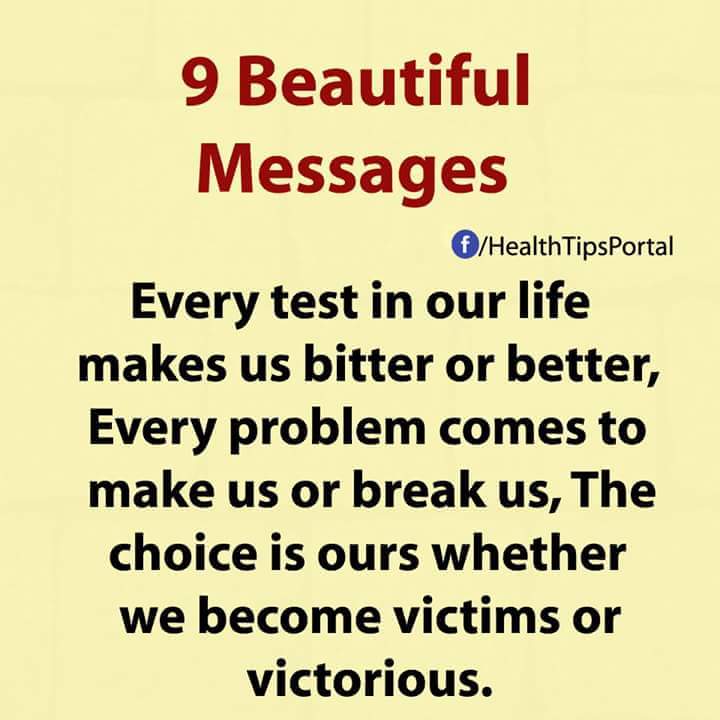 9 Beautiful
Messages
f/HealthTipsPortal
Every test in our life
makes us bitter or better,
Every problem comes to
make us or break us, The
choice is ours whether
we become victims or
victorious.